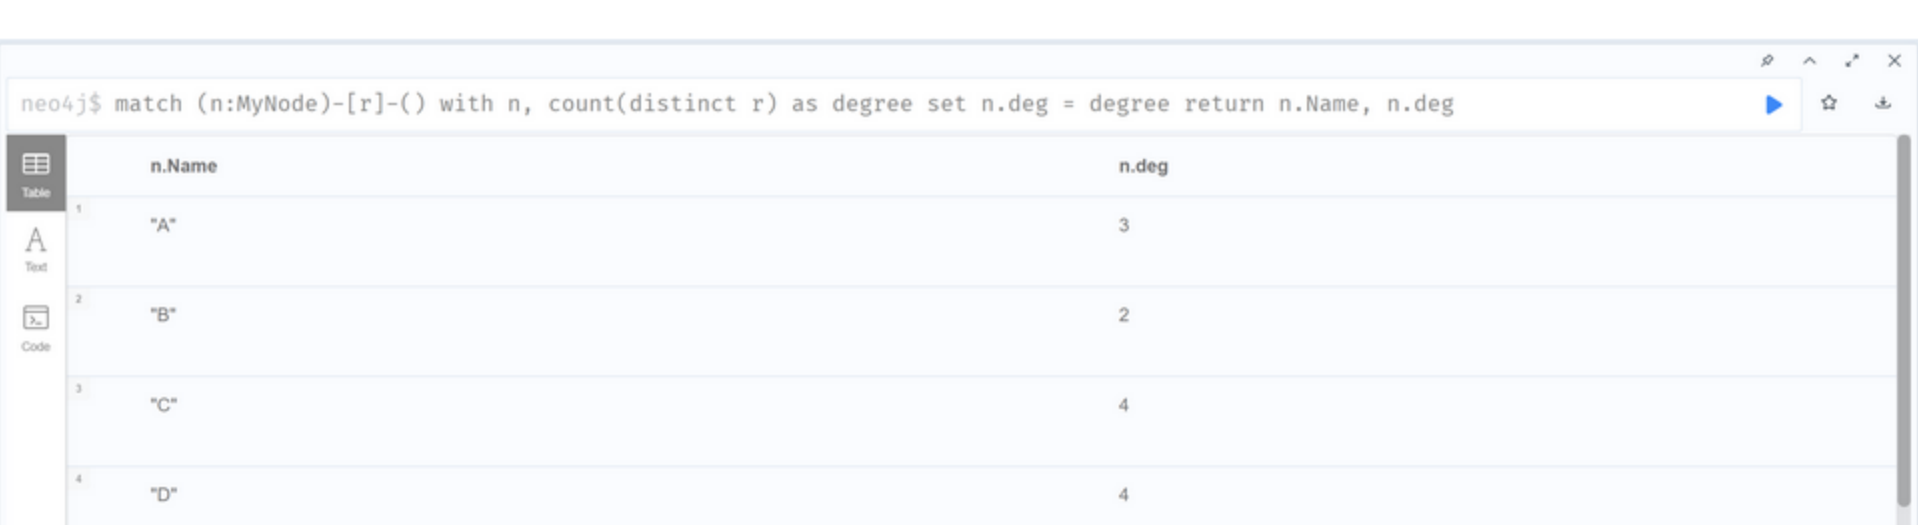 neo4j$ match (n:MyNode)-[r]-() with n, count(distinct r) as degree set n.deg = degree return n.Name, n.deg
Table
n.Name n.deg
1
"A" 3
Text
2
"B" 2
Code
3
"C" 4
4
"D" 4